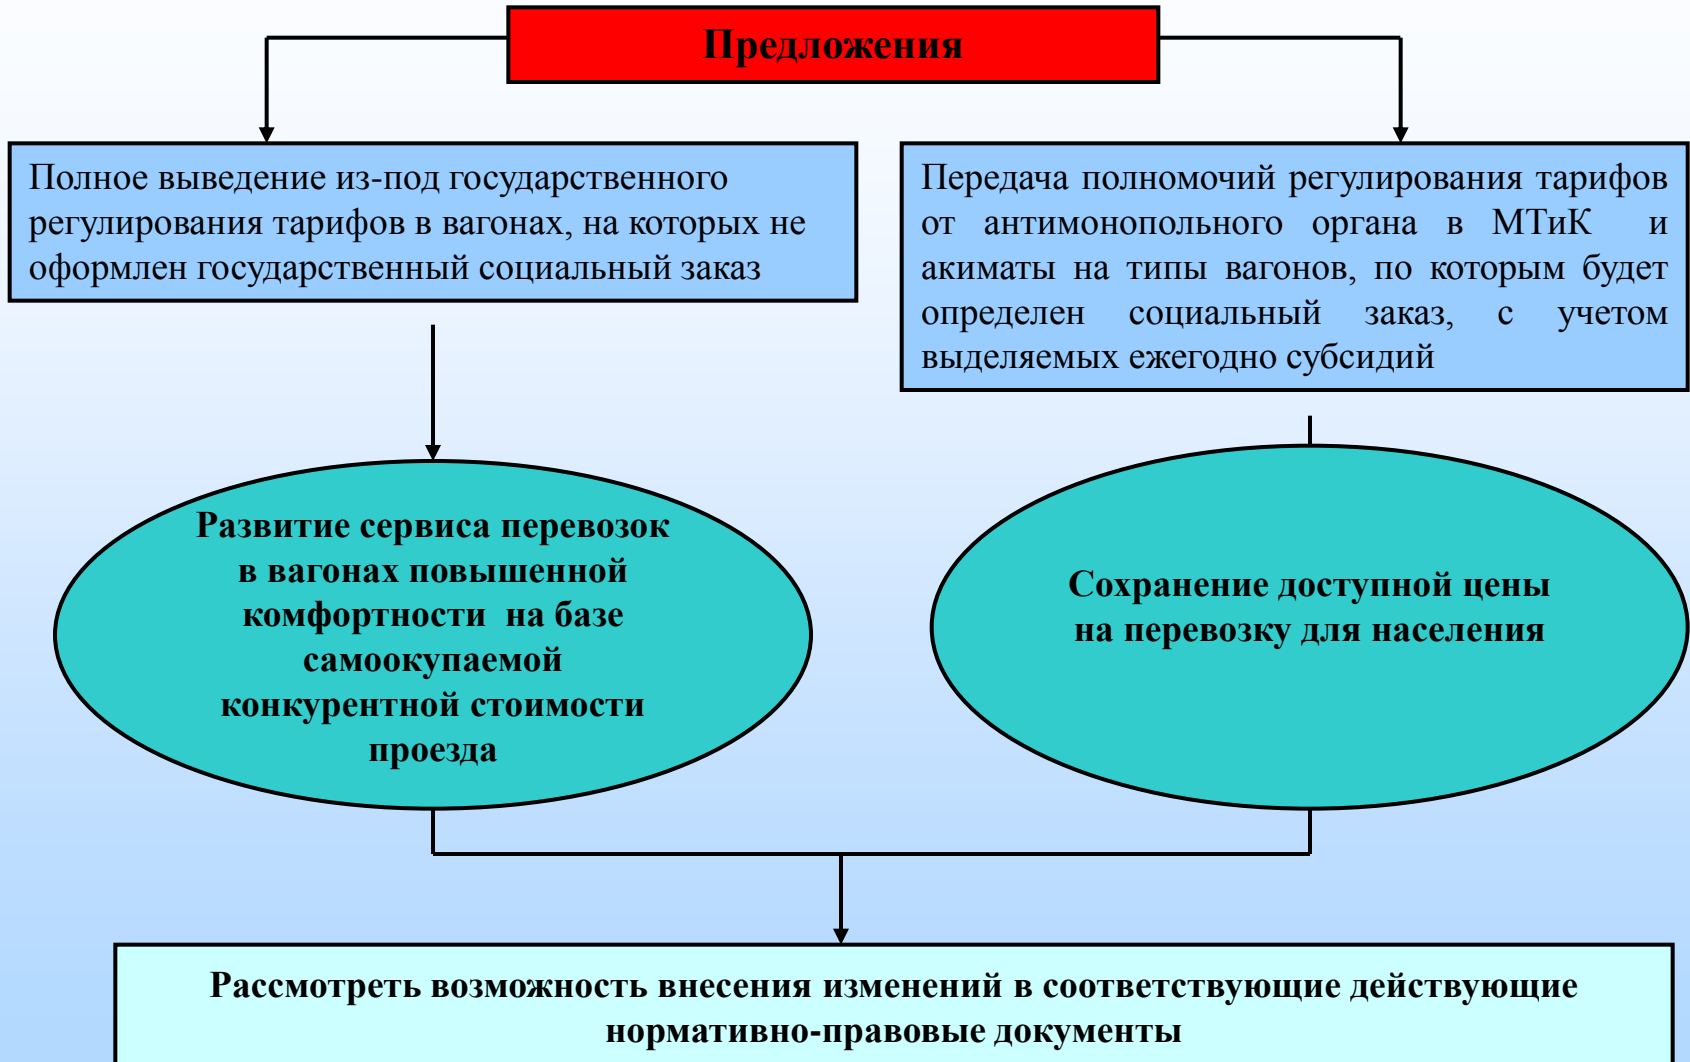 Предложения
Полное выведение из-под государственного
регулирования тарифов в вагонах, на которых не
оформлен государственный социальный заказ
Передача полномочий регулирования тарифов
от антимонопольного органа в МТиК и
акиматы на типы вагонов, по которым будет
определен социальный заказ, с учетом
выделяемых ежегодно субсидий
Развитие сервиса перевозок
в вагонах повышенной
комфортности на базе
самоокупаемой
конкурентной стоимости
проезда
Сохранение доступной цены
на перевозку для населения
Рассмотреть возможность внесения изменений в соответствующие действующие
нормативно-правовые документы